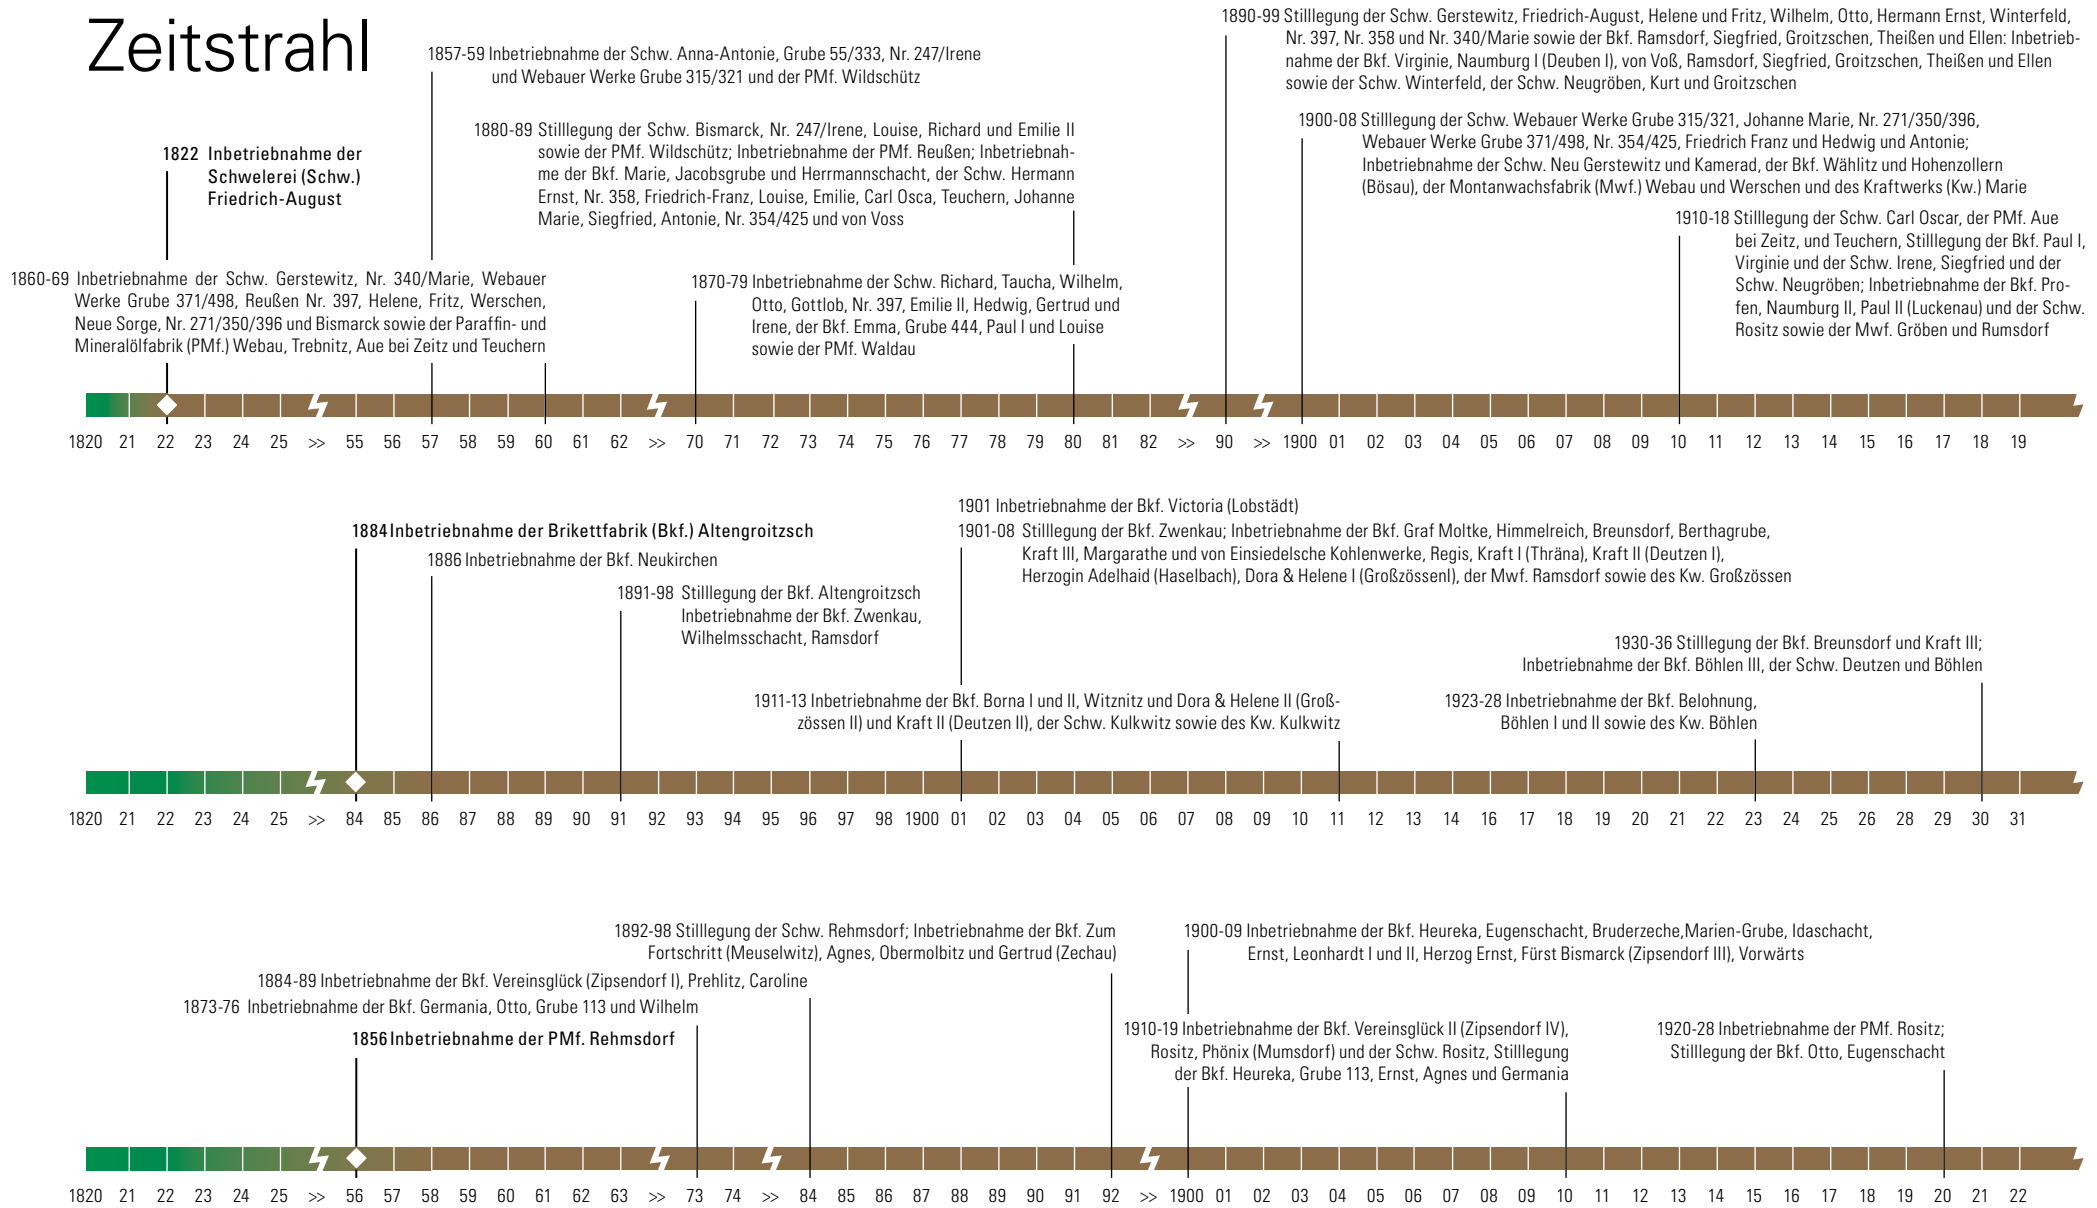 Zeitstrahl
1822 Inbetriebnahme der
Schwelerei (Schw.)
Friedrich-August
1857-59 Inbetriebnahme der Schw. Anna-Antonie, Grube 55/333, Nr. 247/Irene
und Webauer Werke Grube 315/321 und der PMf. Wildschütz
1880-89 Stilllegung der Schw. Bismarck, Nr. 247/Irene, Louise, Richard und Emilie II
sowie der PMf. Wildschütz; Inbetriebnahme der PMf. Reußen; Inbetriebnah-
me der Bkf. Marie, Jacobsgrube und Herrmannschacht, der Schw. Hermann
Ernst, Nr. 358, Friedrich-Franz, Louise, Emilie, Carl Osca, Teuchern, Johanne
Marie, Siegfried, Antonie, Nr. 354/425 und von Voss
1890-99 Stilllegung der Schw. Gerstewitz, Friedrich-August, Helene und Fritz, Wilhelm, Otto, Hermann Ernst, Winterfeld,
Nr. 397, Nr. 358 und Nr. 340/Marie sowie der Bkf. Ramsdorf, Siegfried, Groitzschen, Theißen und Ellen: Inbetrieb-
nahme der Bkf. Virginie, Naumburg I (Deuben I), von Voß, Ramsdorf, Siegfried, Groitzschen, Theißen und Ellen
sowie der Schw. Winterfeld, der Schw. Neugröben, Kurt und Groitzschen
1900-08 Stilllegung der Schw. Webauer Werke Grube 315/321, Johanne Marie, Nr. 271/350/396,
Webauer Werke Grube 371/498, Nr. 354/425, Friedrich Franz und Hedwig und Antonie;
Inbetriebnahme der Schw. Neu Gerstewitz und Kamerad, der Bkf. Wählitz und Hohenzollern
(Bösau), der Montanwachsfabrik (Mwf.) Webau und Werschen und des Kraftwerks (Kw.) Marie
1910-18 Stilllegung der Schw. Carl Oscar, der PMf. Aue
bei Zeitz, und Teuchern, Stilllegung der Bkf. Paul I,
Virginie und der Schw. Irene, Siegfried und der
Schw. Neugröben; Inbetriebnahme der Bkf. Pro-
fen, Naumburg II, Paul II (Luckenau) und der Schw.
Rositz sowie der Mwf. Gröben und Rumsdorf
1860-69 Inbetriebnahme der Schw. Gerstewitz, Nr. 340/Marie, Webauer
Werke Grube 371/498, Reußen Nr. 397, Helene, Fritz, Werschen,
Neue Sorge, Nr. 271/350/396 und Bismarck sowie der Paraffin- und
Mineralölfabrik (PMf.) Webau, Trebnitz, Aue bei Zeitz und Teuchern
1870-79 Inbetriebnahme der Schw. Richard, Taucha, Wilhelm,
Otto, Gottlob, Nr. 397, Emilie II, Hedwig, Gertrud und
Irene, der Bkf. Emma, Grube 444, Paul I und Louise
sowie der PMf. Waldau
1820 21 22 23 24 25 >> 55 56 57 58 59 60 61 62 >> 70 71 72 73 74 75 76 77 78 79 80 81 82 >> 90 >> 1900 01 02 03 04 05 06 07 08 09 10 11 12 13 14 15 16 17 18 19
1884 Inbetriebnahme der Brikettfabrik (Bkf.) Altengroitzsch
1886 Inbetriebnahme der Bkf. Neukirchen
1891-98 Stilllegung der Bkf. Altengroitzsch
Inbetriebnahme der Bkf. Zwenkau,
Wilhelmsschacht, Ramsdorf
1901 Inbetriebnahme der Bkf. Victoria (Lobstädt)
1901-08 Stilllegung der Bkf. Zwenkau; Inbetriebnahme der Bkf. Graf Moltke, Himmelreich, Breunsdorf, Berthagrube,
Kraft III, Margarathe und von Einsiedelsche Kohlenwerke, Regis, Kraft I (Thräna), Kraft II (Deutzen I),
Herzogin Adelhaid (Haselbach), Dora & Helene I (Großzössenl), der Mwf. Ramsdorf sowie des Kw. Großzössen
1911-13 Inbetriebnahme der Bkf. Borna I und II, Witznitz und Dora & Helene II (Groß-
zössen II) und Kraft II (Deutzen II), der Schw. Kulkwitz sowie des Kw. Kulkwitz
1930-36 Stilllegung der Bkf. Breunsdorf und Kraft III;
Inbetriebnahme der Bkf. Böhlen III, der Schw. Deutzen und Böhlen
1923-28 Inbetriebnahme der Bkf. Belohnung,
Böhlen I und II sowie des Kw. Böhlen
1820 21 22 23 24 25 >> 84 85 86 87 88 89 90 91 92 93 94 95 96 97 98 1900 01 02 03 04 05 06 07 08 09 10 11 12 13 14 16 17 18 19 20 21 22 23 24 25 26 28 29 30 31
1892-98 Stilllegung der Schw. Rehmsdorf; Inbetriebnahme der Bkf. Zum
Fortschritt (Meuselwitz), Agnes, Obermolbitz und Gertrud (Zechau)
1884-89 Inbetriebnahme der Bkf. Vereinsglück (Zipsendorf I), Prehlitz, Caroline
1873-76 Inbetriebnahme der Bkf. Germania, Otto, Grube 113 und Wilhelm
1856 Inbetriebnahme der PMf. Rehmsdorf
1900-09 Inbetriebnahme der Bkf. Heureka, Eugenschacht, Bruderzeche,Marien-Grube, Idaschacht,
Ernst, Leonhardt I und II, Herzog Ernst, Fürst Bismarck (Zipsendorf III), Vorwärts
1910-19 Inbetriebnahme der Bkf. Vereinsglück II (Zipsendorf IV),
Rositz, Phönix (Mumsdorf) und der Schw. Rositz, Stilllegung
der Bkf. Heureka, Grube 113, Ernst, Agnes und Germania
1920-28 Inbetriebnahme der PMf. Rositz;
Stilllegung der Bkf. Otto, Eugenschacht
1820 21 22 23 24 25 >> 56 57 58 59 60 61 62 63 >> 73 74 >> 84 85 86 87 88 89 90 91 92 >> 1900 01 02 03 04 05 06 07 08 09 10 11 12 13 14 15 16 17 18 19 20 21 22